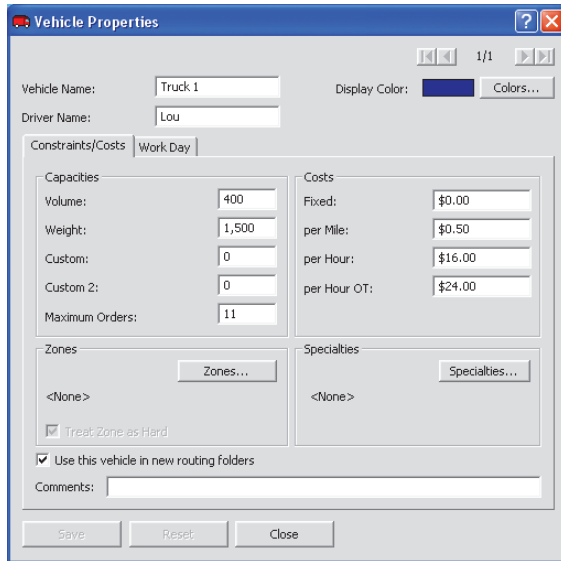 Vehicle Properties
1/1
Vehicle Name: Truck 1 Display Color: Colors...
Driver Name: Lou
Constraints/Costs Work Day
Capacities Costs
Volume: 400 Fixed: $0.00
Weight: 1,500 per Mile: $0.50
Custom: 0 per Hour: $16.00
Custom 2: 0 per Hour OT: $24.00
Maximum Orders: 11
Zones Specialties
Zones... Specialties...
<None> <None>
Treat Zone as Hard
Use this vehicle in new routing folders
Comments:
Save Reset Close